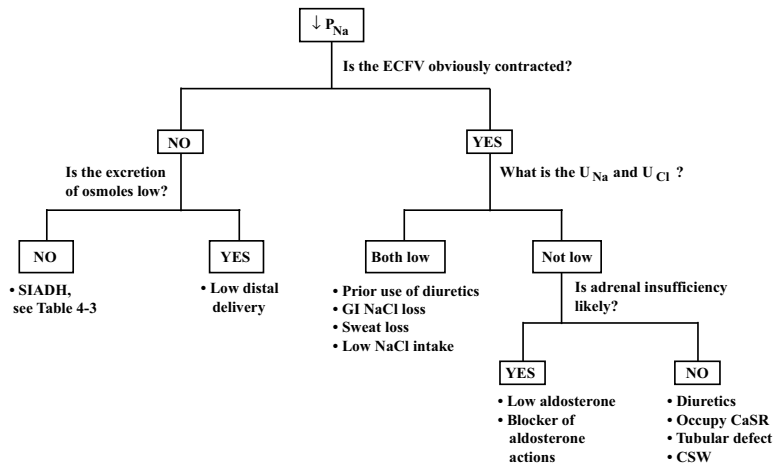 ↓ PNa
Is the ECFV obviously contracted?
NO
YES
Is the excretion
of osmoles low?
What is the U Na and U Cl ?
NO
YES
Both low
Not low
• SIADH,
see Table 4-3
• Low distal
delivery
• Prior use of diuretics
• GI NaCl loss
• Sweat loss
• Low NaCl intake
Is adrenal insufficiency
likely?
YES
NO
• Low aldosterone
• Blocker of
aldosterone
actions
• Diuretics
• Occupy CaSR
• Tubular defect
• CSW